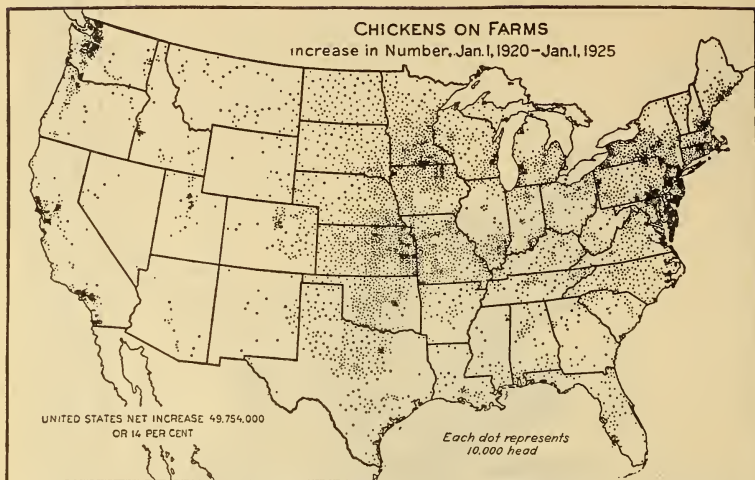 CHICKENS ON FARMS
Increase in Number, Jan. 1, 1920–Jan. 1, 1925
UNITED STATES NET INCREASE 49,754,000
OR 14 PER CENT
Each dot represents
10,000 head